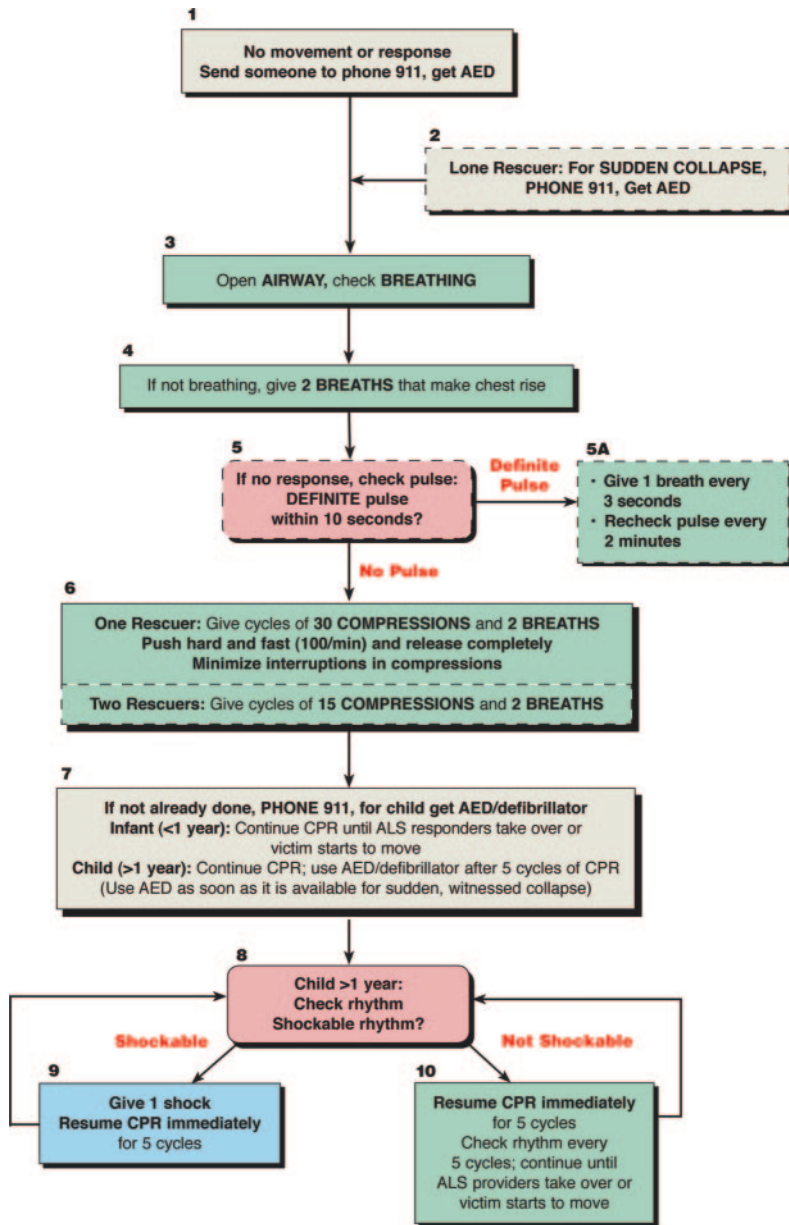 1
No movement or response
Send someone to phone 911, get AED
2
Lone Rescuer: For SUDDEN COLLAPSE,
PHONE 911, Get AED
3
Open AIRWAY, check BREATHING
4
If not breathing, give 2 BREATHS that make chest rise
5
If no response, check pulse:
DEFINITE pulse
within 10 seconds?
Definite
Pulse
5A
· Give 1 breath every
3 seconds
· Recheck pulse every
2 minutes
No Pulse
6
One Rescuer: Give cycles of 30 COMPRESSIONS and 2 BREATHS
Push hard and fast (100/min) and release completely
Minimize interruptions in compressions
Two Rescuers: Give cycles of 15 COMPRESSIONS and 2 BREATHS
7
If not already done, PHONE 911, for child get AED/defibrillator
Infant (<1 year): Continue CPR until ALS responders take over or
victim starts to move
Child (>1 year): Continue CPR; use AED/defibrillator after 5 cycles of CPR
(Use AED as soon as it is available for sudden, witnessed collapse)
8
Child >1 year:
Check rhythm
Shockable rhythm?
Shockable
Not Shockable
9
Give 1 shock
Resume CPR immediately
for 5 cycles
10
Resume CPR immediately
for 5 cycles
Check rhythm every
5 cycles; continue until
ALS providers take over or
victim starts to move